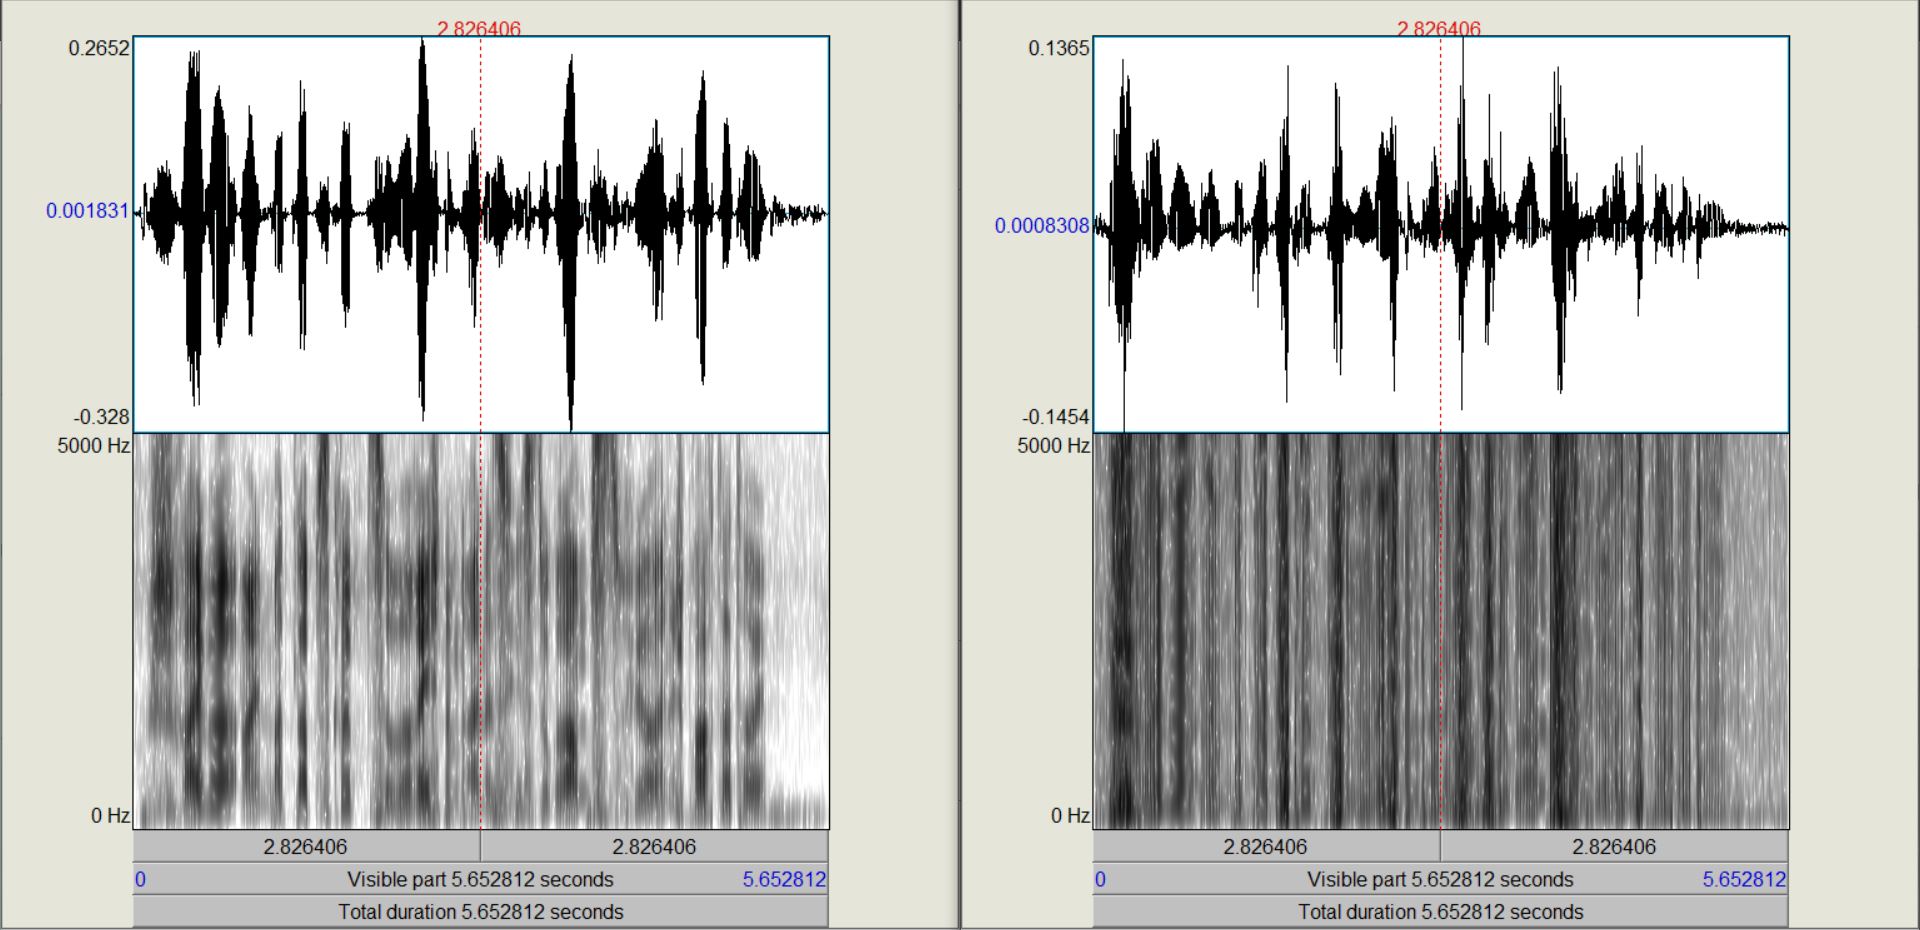 2.826406
0.2652
0.001831
-0.328
5000 Hz
0 Hz
2.826406 2.826406
0 Visible part 5.652812 seconds 5.652812
Total duration 5.652812 seconds
2.826406
0.1365
0.0008308
-0.1454
5000 Hz
0 Hz
2.826406 2.826406
0 Visible part 5.652812 seconds 5.652812
Total duration 5.652812 seconds